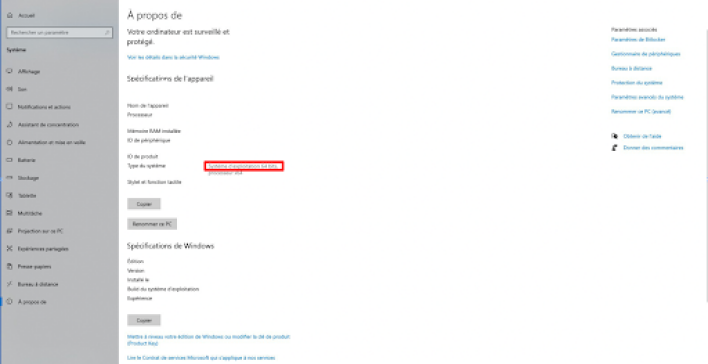 Accueil
Rechercher un paramètre
Système
Affichage
Son
Notifications et actions
Assistant de concentration
Alimentation et mise en veille
Batterie
Stockage
Tablette
Multitâche
Projection sur ce PC
Expériences partagées
Presse-papiers
Bureau à distance
À propos de
À propos de
Votre ordinateur est surveillé et
protégé.
Voir les détails dans la sécurité Windows
Spécifications de l'appareil
Nom de l'appareil
Processeur
Mémoire RAM installée
ID de périphérique
ID de produit
Type du système
Système d'exploitation 64 bits,
processeur x64
Stylet et fonction tactile
Copier
Renommer ce PC
Spécifications de Windows
Édition
Version
Installé le
Build du système d'exploitation
Expérience
Copier
Mettre à niveau votre édition de Windows ou modifier la clé de produit
(Product Key)
Lire le Contrat de services Microsoft qui s'applique à nos services
Paramètres associés
Paramètres de BitLocker
Gestionnaire de périphériques
Bureau à distance
Protection du système
Paramètres avancés du système
Renommer ce PC (avancé)
Obtenir de l'aide
Donner des commentaires